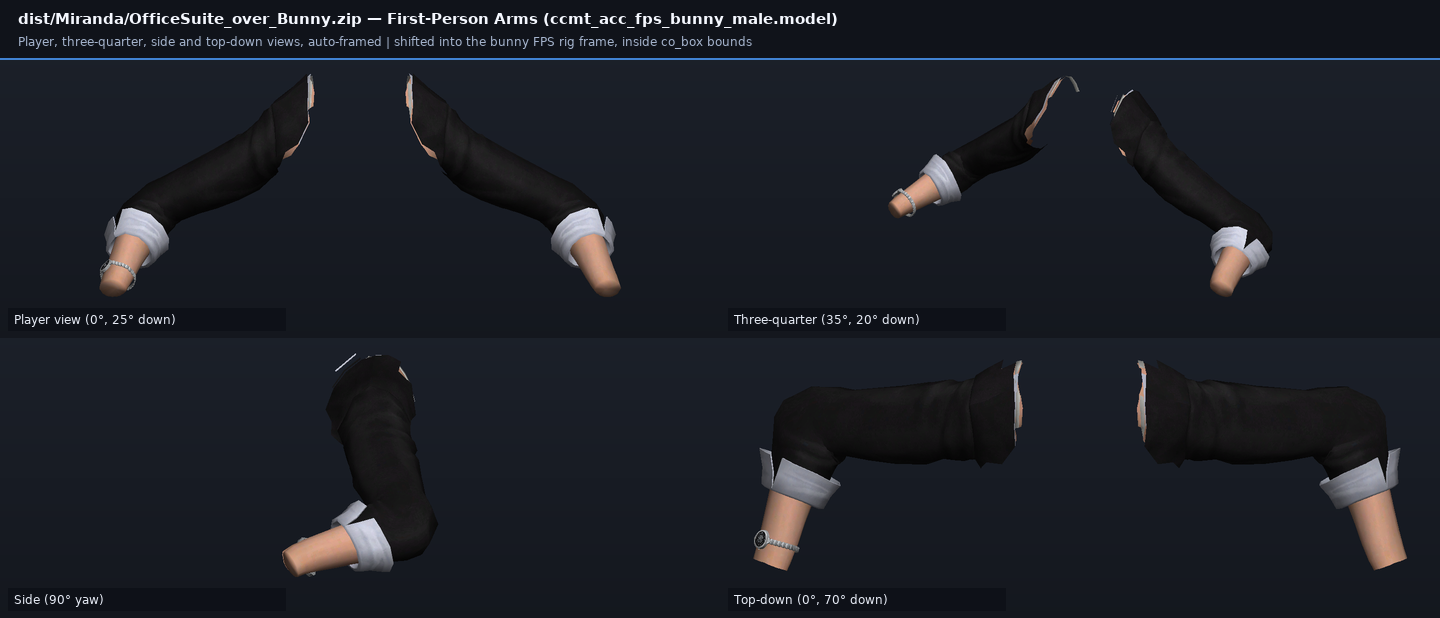 dist/Miranda/OfficeSuite_over_Bunny.zip — First-Person Arms (ccmt_acc_fps_bunny_male.model)
Player, three-quarter, side and top-down views, auto-framed | shifted into the bunny FPS rig frame, inside co_box bounds
Player view (0°, 25° down)
Three-quarter (35°, 20° down)
Side (90° yaw)
Top-down (0°, 70° down)